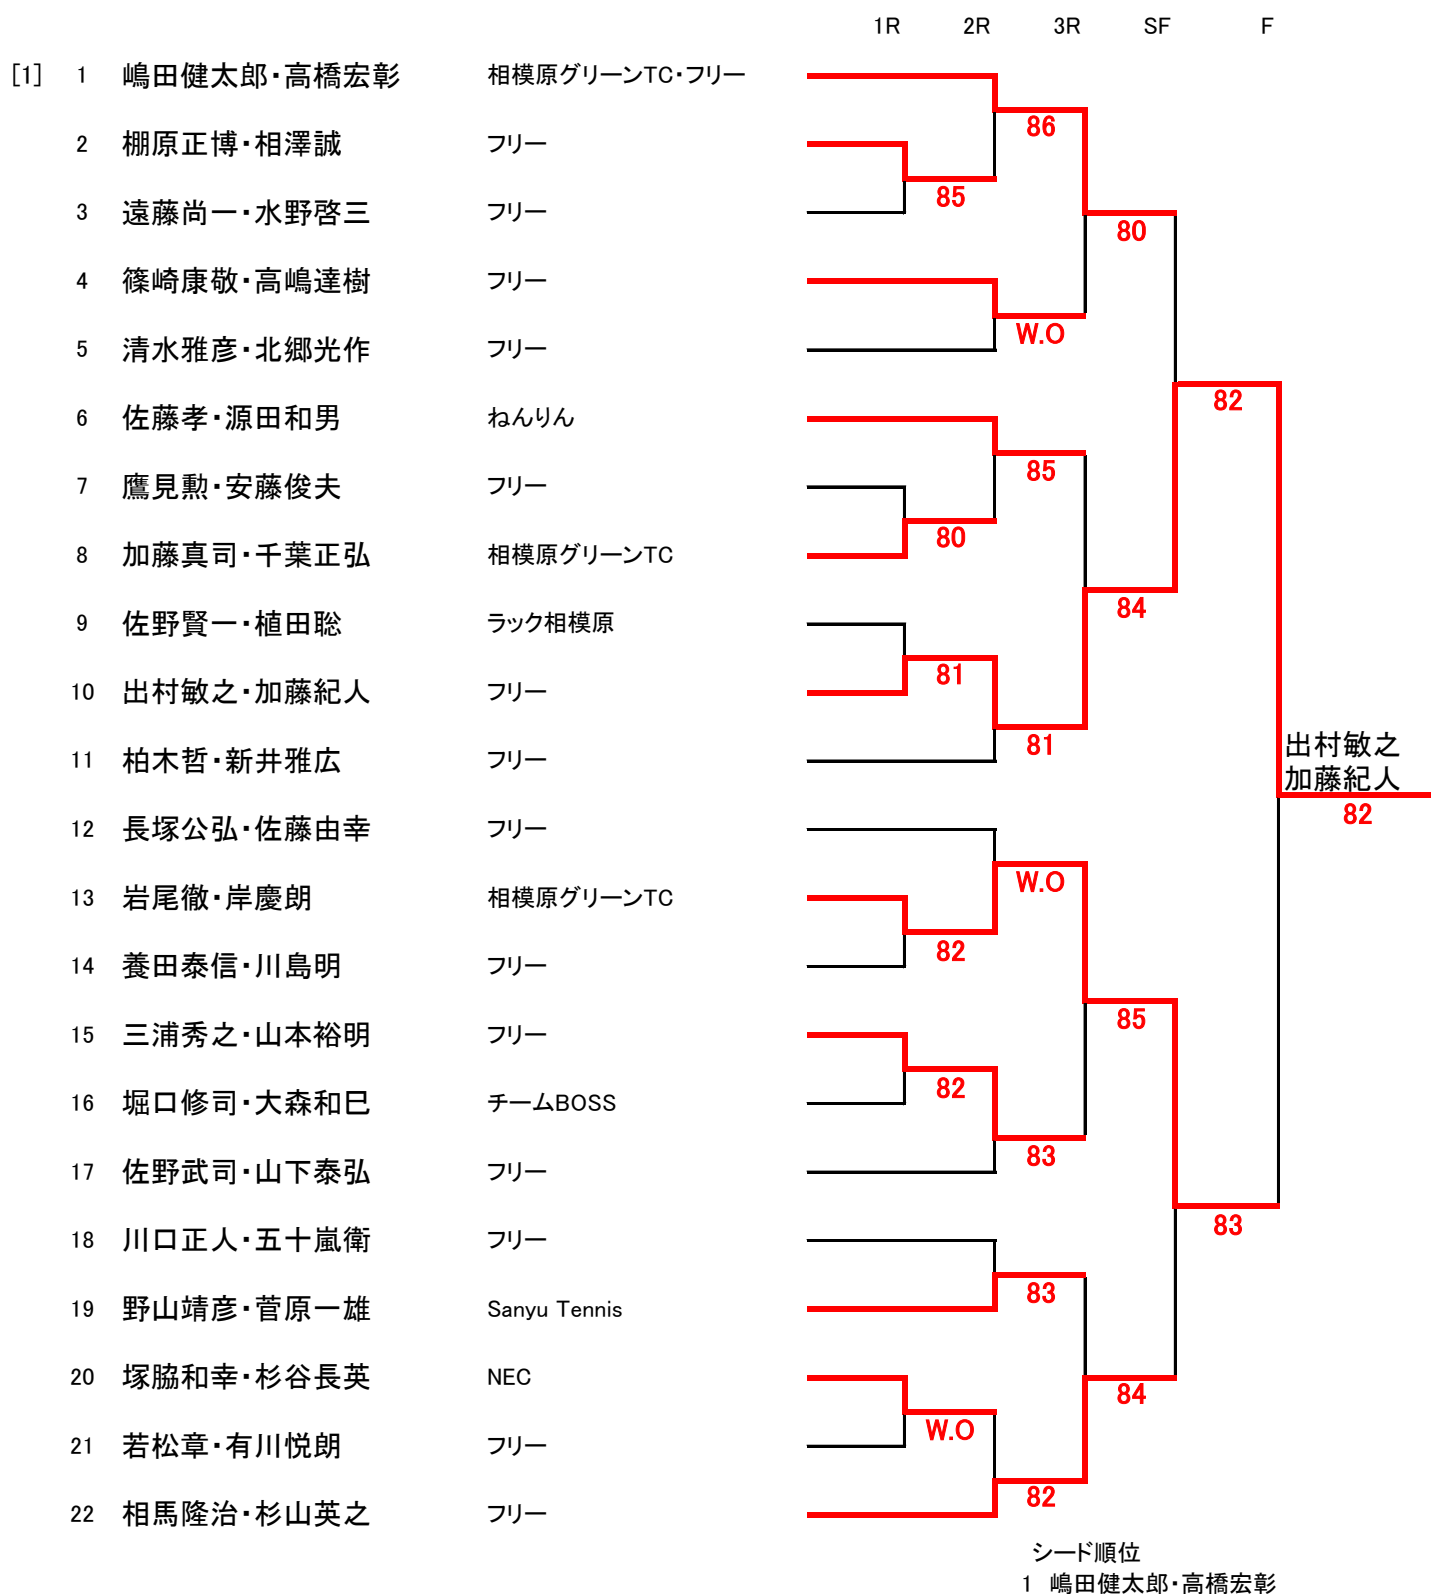 1R 2R 3R SF F
[1] 1 嶋田健太郎・高橋宏彰 相模原グリーンTC・フリー
86
2 棚原正博・相澤誠 フリー
85
3 遠藤尚一・水野啓三 フリー
80
4 篠崎康敬・高嶋達樹 フリー
W.O
5 清水雅彦・北郷光作 フリー
82
6 佐藤孝・源田和男 ねんりん
85
7 鷹見勲・安藤俊夫 フリー
80
8 加藤真司・千葉正弘 相模原グリーンTC
84
9 佐野賢一・植田聡 ラック相模原
81
10 出村敏之・加藤紀人 フリー
81
出村敏之
11 柏木哲・新井雅広 フリー
加藤紀人
82
12 長塚公弘・佐藤由幸 フリー
W.O
13 岩尾徹・岸慶朗 相模原グリーンTC
82
14 養田泰信・川島明 フリー
85
15 三浦秀之・山本裕明 フリー
82
16 堀口修司・大森和巳 チームBOSS
83
17 佐野武司・山下泰弘 フリー
83
18 川口正人・五十嵐衛 フリー
83
19 野山靖彦・菅原一雄 Sanyu Tennis
20 塚脇和幸・杉谷長英 NEC
84
W.O
21 若松章・有川悦朗 フリー
82
22 相馬隆治・杉山英之 フリー
シード順位
1 嶋田健太郎・高橋宏彰